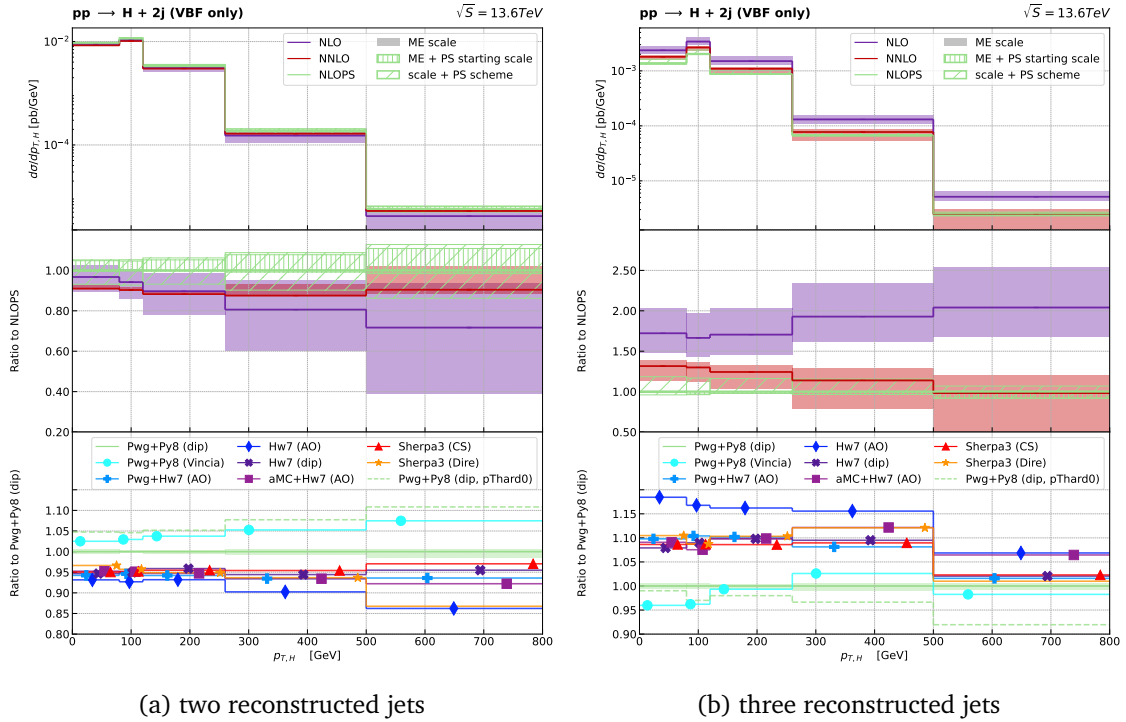 pp → H + 2j (VBF only) √S = 13.6TeV
NLO ME scale
NNLO ME + PS starting scale
NLOPS scale + PS scheme
dσ/dp_{T,H} [pb/GeV]
10⁻²
10⁻⁴
Ratio to NLOPS
1.00
0.80
0.60
0.40
0.20
Pwg+Py8 (dip) Hw7 (AO) Sherpa3 (CS)
Pwg+Py8 (Vincia) Hw7 (dip) Sherpa3 (Dire)
Pwg+Hw7 (AO) aMC+Hw7 (AO) Pwg+Py8 (dip, pThard0)
Ratio to Pwg+Py8 (dip)
1.10
1.05
1.00
0.95
0.90
0.85
0.80
0 100 200 300 400 500 600 700 800
p_{T,H} [GeV]
(a) two reconstructed jets
pp → H + 2j (VBF only) √S = 13.6TeV
NLO ME scale
NNLO ME + PS starting scale
NLOPS scale + PS scheme
dσ/dp_{T,H} [pb/GeV]
10⁻³
10⁻⁴
10⁻⁵
Ratio to NLOPS
2.50
2.00
1.50
1.00
0.50
Pwg+Py8 (dip) Hw7 (AO) Sherpa3 (CS)
Pwg+Py8 (Vincia) Hw7 (dip) Sherpa3 (Dire)
Pwg+Hw7 (AO) aMC+Hw7 (AO) Pwg+Py8 (dip, pThard0)
Ratio to Pwg+Py8 (dip)
1.15
1.10
1.05
1.00
0.95
0.90
0 100 200 300 400 500 600 700 800
p_{T,H} [GeV]
(b) three reconstructed jets